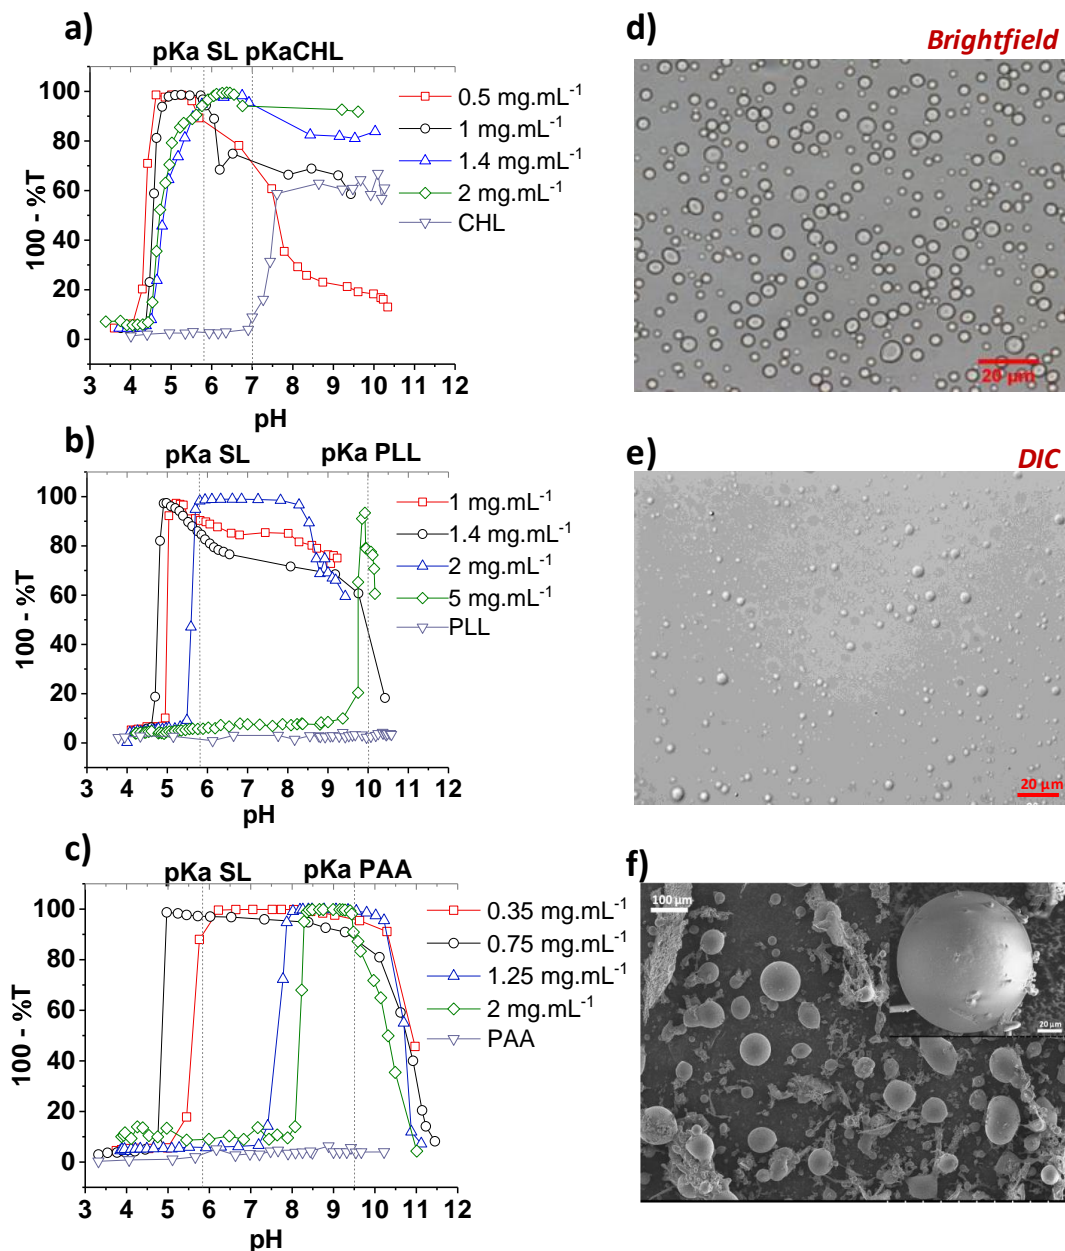 a)
pKa SL pKaCHL
100
80
60
40
20
0
100 - %T
0.5 mg.mL⁻¹
1 mg.mL⁻¹
1.4 mg.mL⁻¹
2 mg.mL⁻¹
CHL
3 4 5 6 7 8 9 10 11 12
pH
b)
pKa SL pKa PLL
100
80
60
40
20
0
100 - %T
1 mg.mL⁻¹
1.4 mg.mL⁻¹
2 mg.mL⁻¹
5 mg.mL⁻¹
PLL
3 4 5 6 7 8 9 10 11 12
pH
c)
pKa SL pKa PAA
100
80
60
40
20
0
100 - %T
0.35 mg.mL⁻¹
0.75 mg.mL⁻¹
1.25 mg.mL⁻¹
2 mg.mL⁻¹
PAA
3 4 5 6 7 8 9 10 11 12
pH
d)
Brightfield
20 µm
e)
DIC
20 µm
f)
100 µm
20 µm